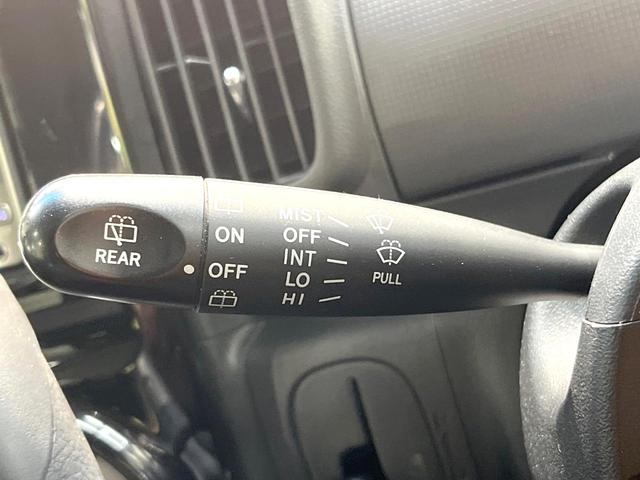 REAR
ON
OFF
MIST
OFF
INT
LO
HI
PULL